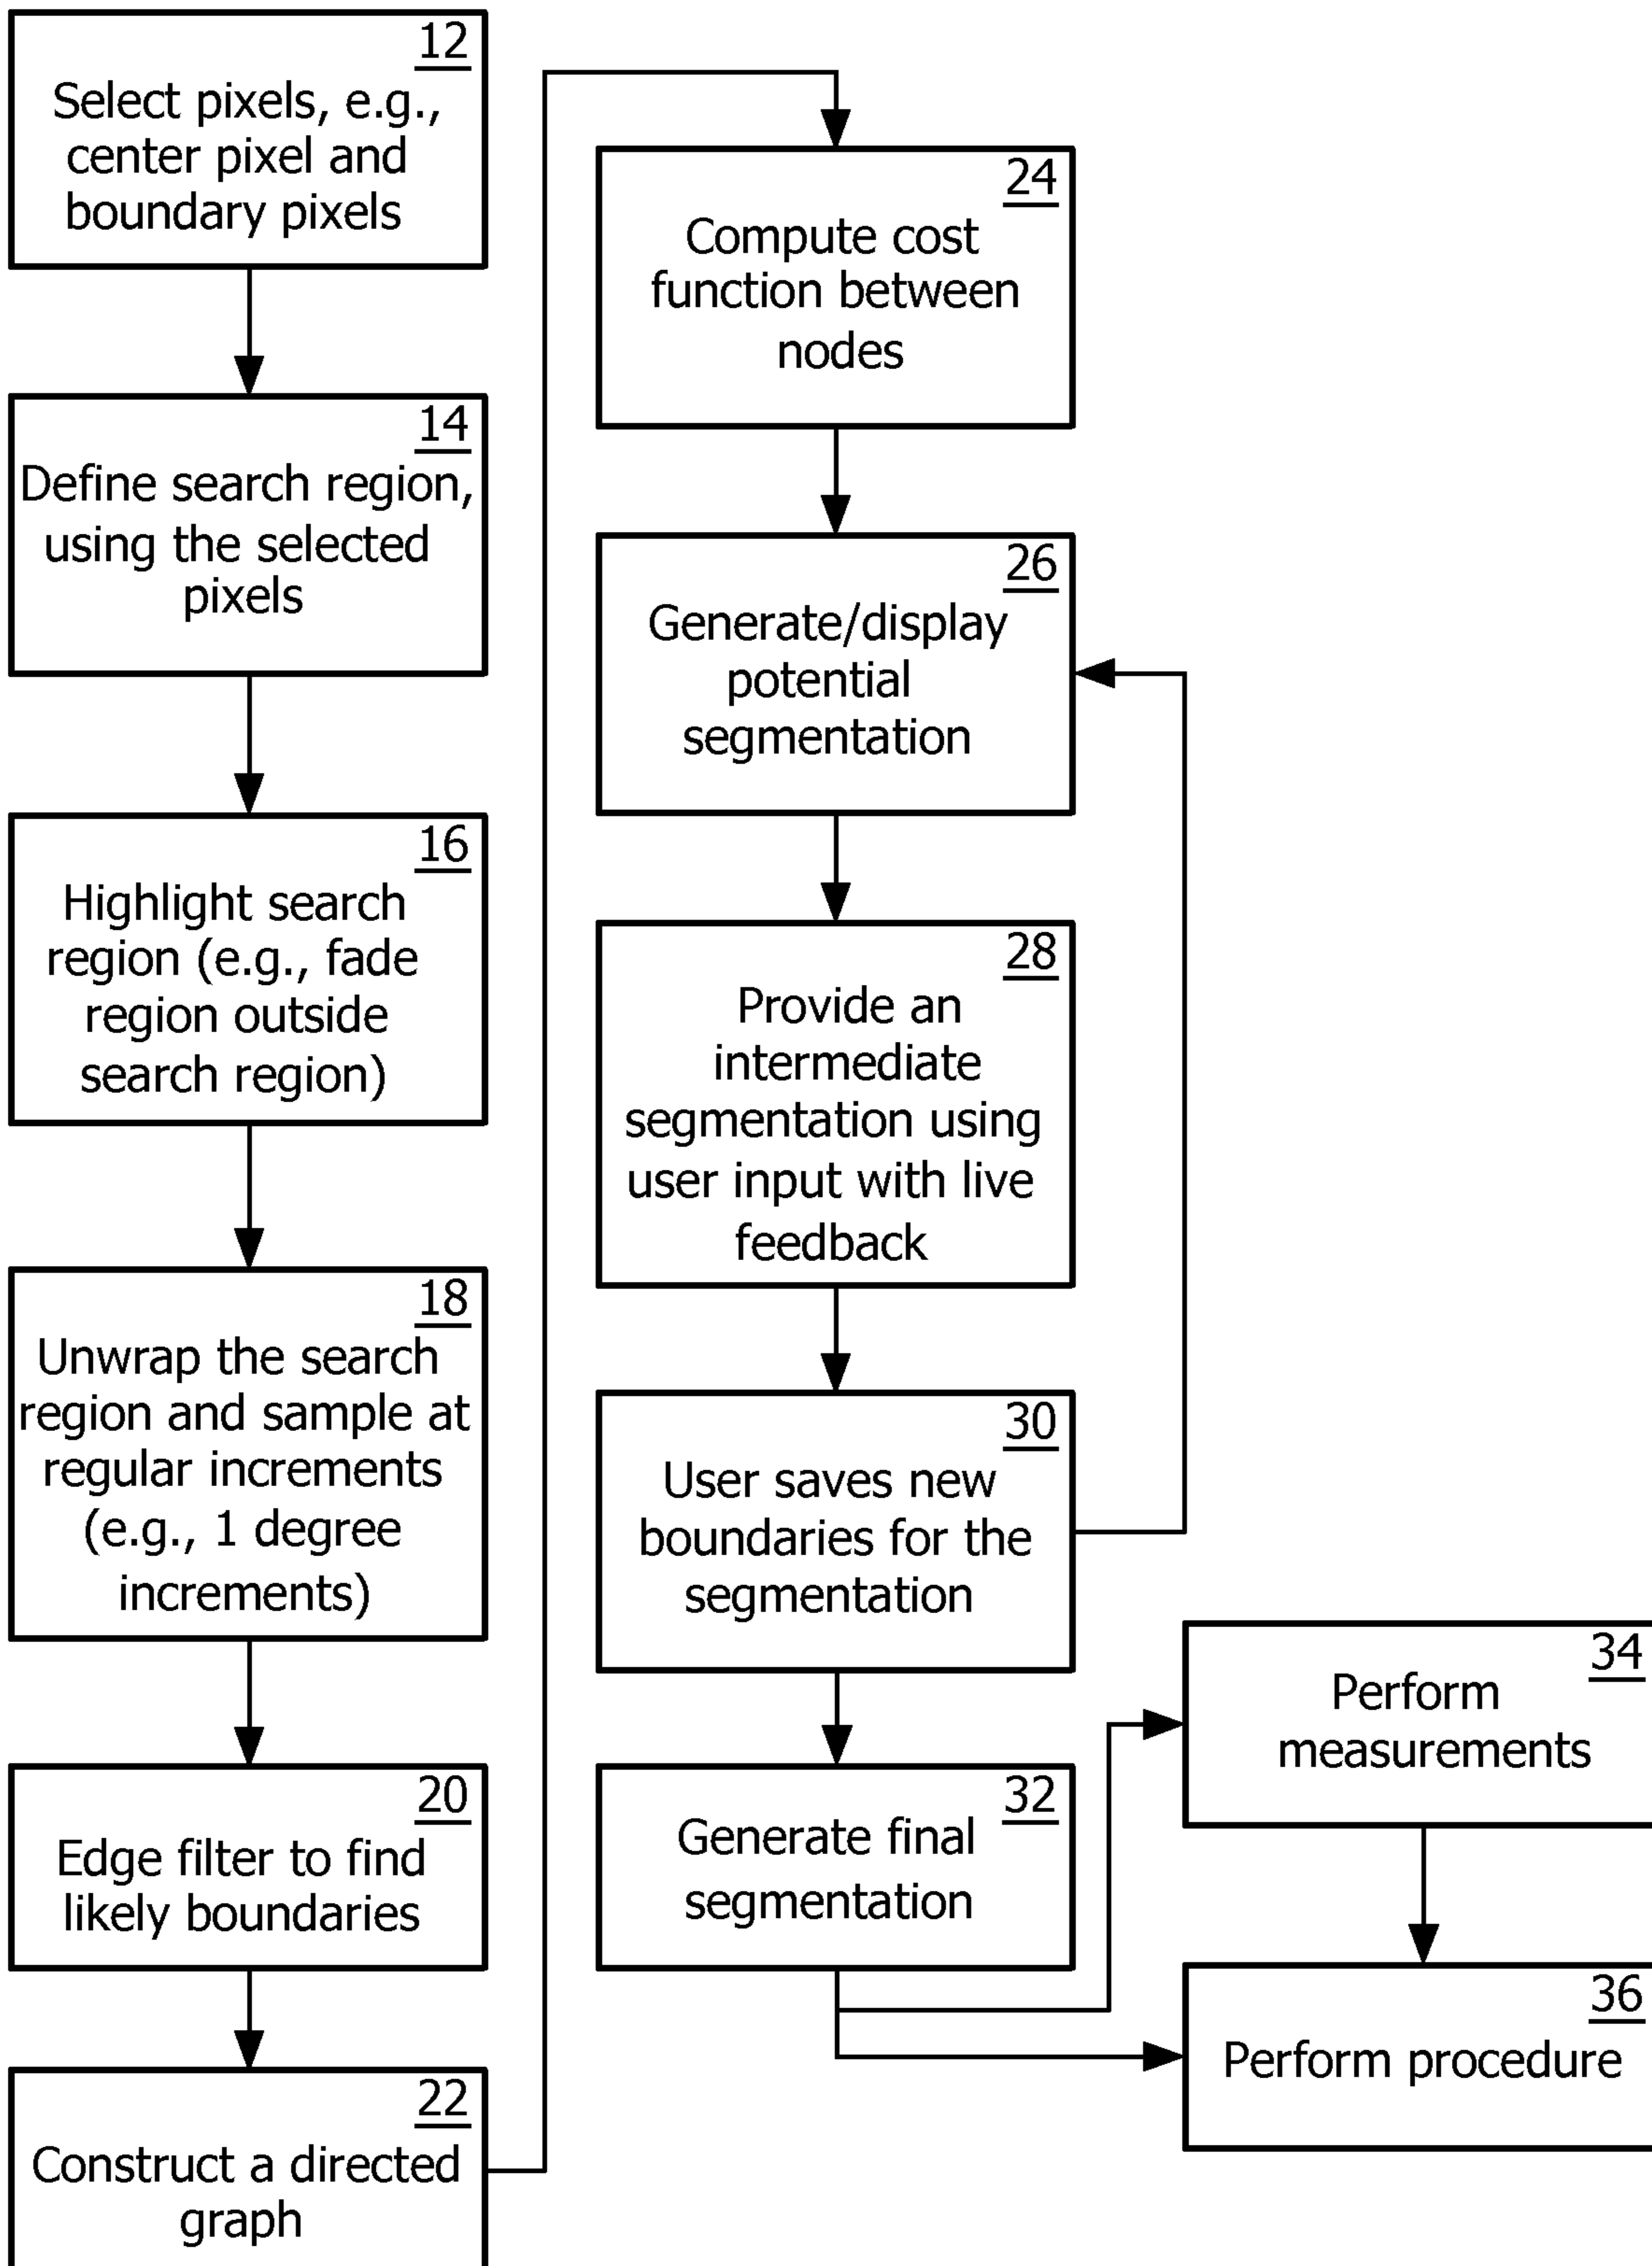 12
Select pixels, e.g.,
center pixel and
boundary pixels
14
Define search region,
using the selected
pixels
16
Highlight search
region (e.g., fade
region outside
search region)
18
Unwrap the search
region and sample at
regular increments
(e.g., 1 degree
increments)
20
Edge filter to find
likely boundaries
22
Construct a directed
graph
24
Compute cost
function between
nodes
26
Generate/display
potential
segmentation
28
Provide an
intermediate
segmentation using
user input with live
feedback
30
User saves new
boundaries for the
segmentation
32
Generate final
segmentation
34
Perform
measurements
36
Perform procedure